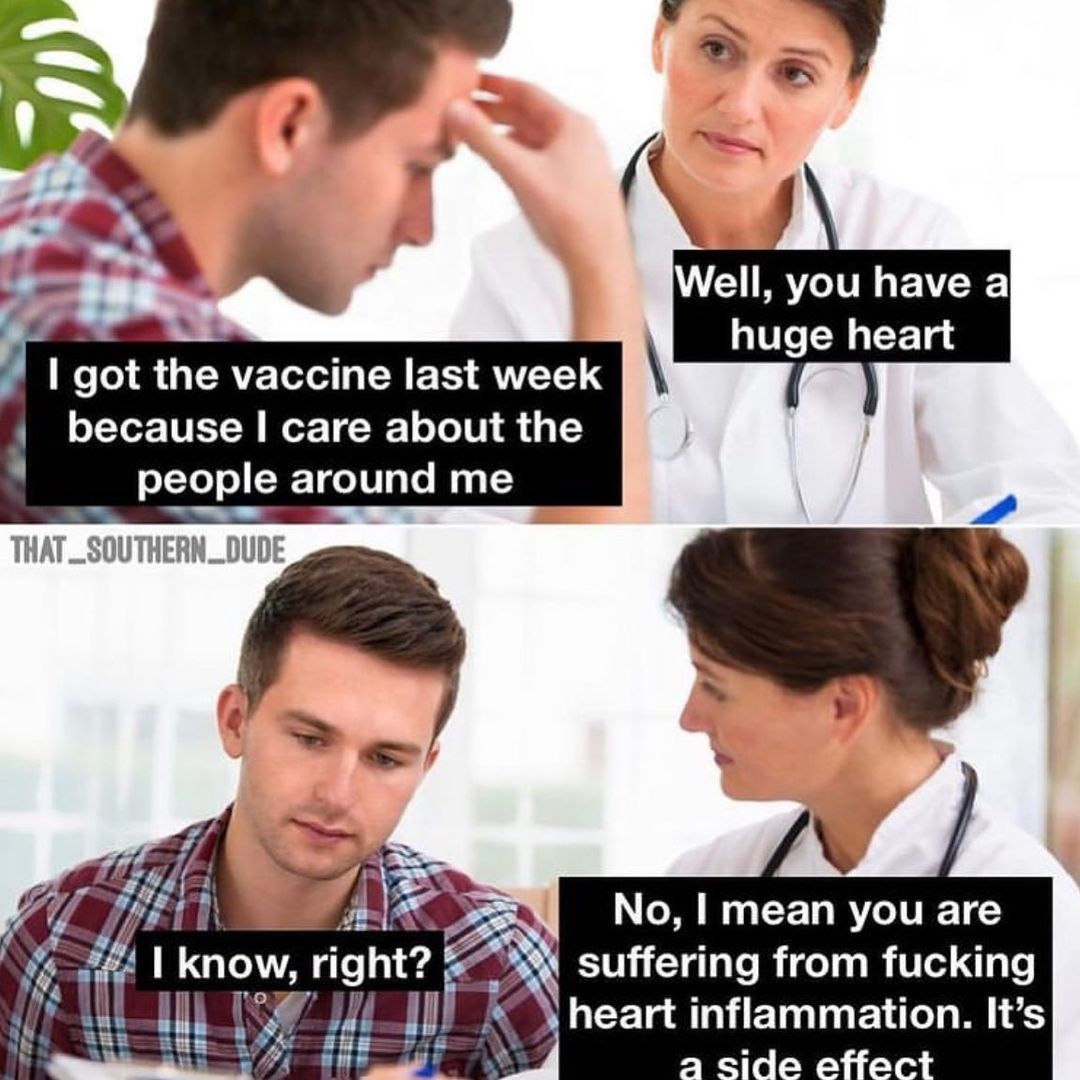 Well, you have a
huge heart
I got the vaccine last week
because I care about the
people around me
THAT_SOUTHERN_DUDE
I know, right?
No, I mean you are
suffering from fucking
heart inflammation. It's
a side effect